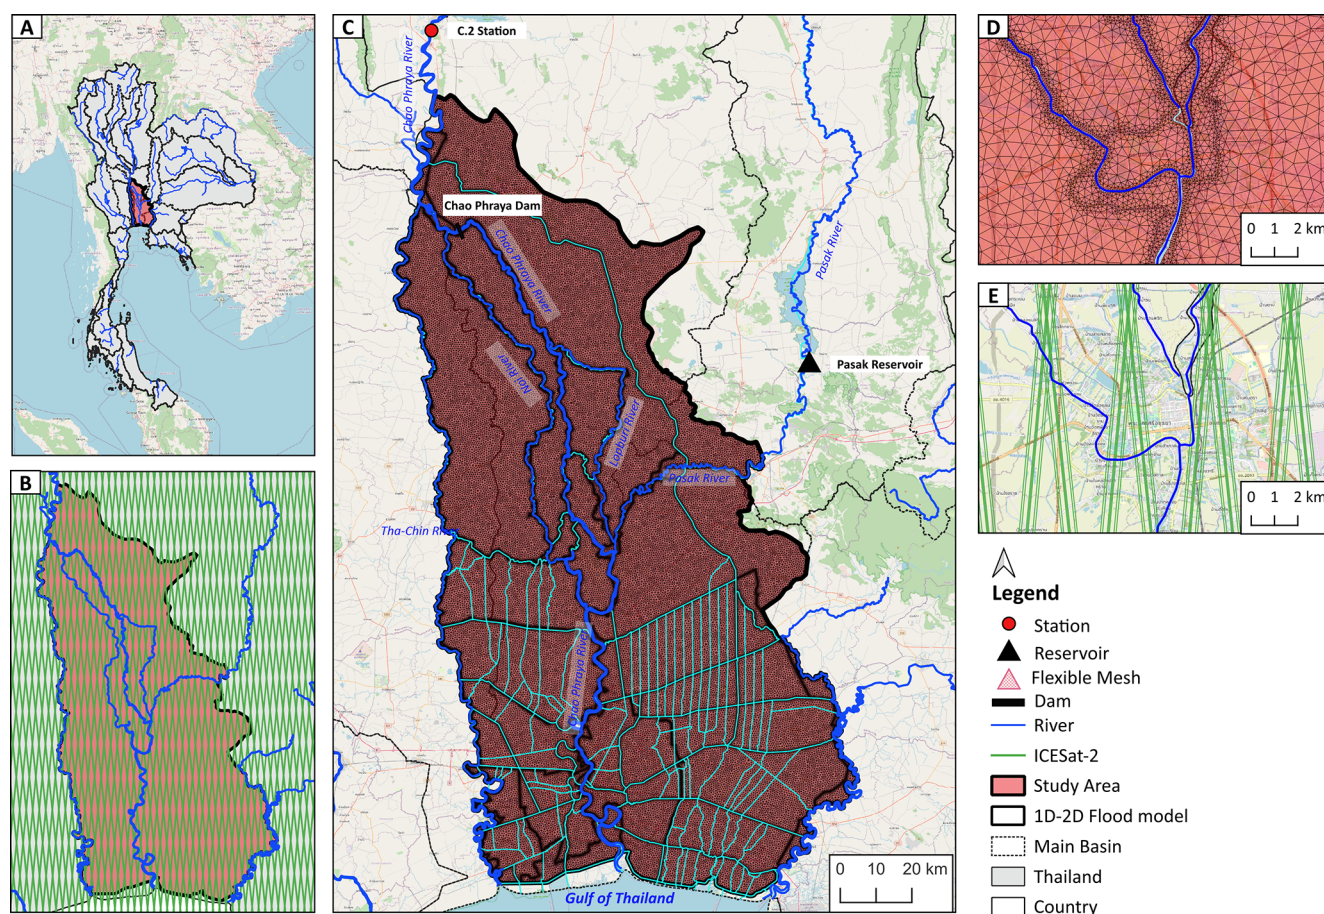 A
B
C
C.2 Station
Chao Phraya River
Chao Phraya Dam
Chao Phraya River
Noi River
Lopburi River
Pasak River
Pasak River
Pasak Reservoir
Tha-Chin Ri
Chao Phraya River
Gulf of Thailand
0 10 20 km
D
0 1 2 km
E
0 1 2 km
Legend
Station
Reservoir
Flexible Mesh
Dam
River
ICESat-2
Study Area
1D-2D Flood model
Main Basin
Thailand
Country